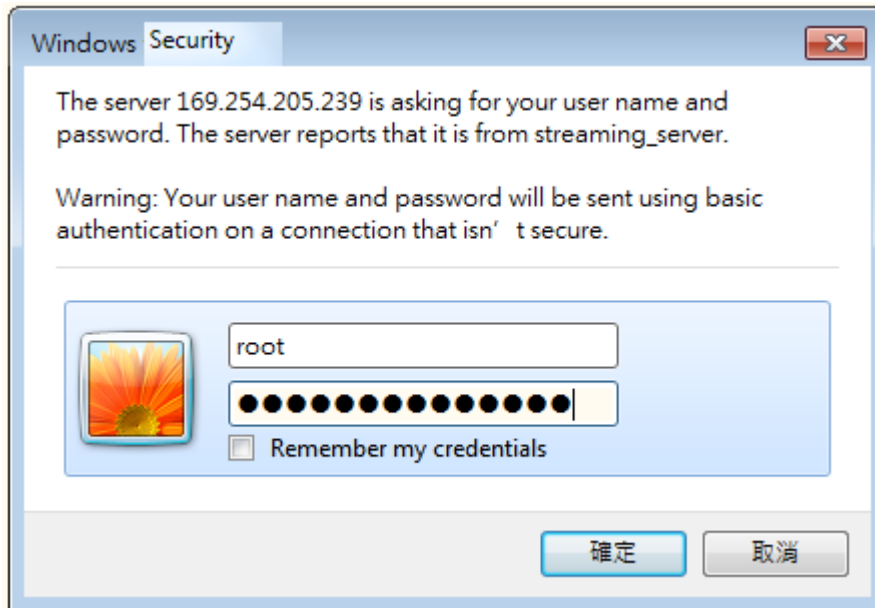 Windows Security
The server 169.254.205.239 is asking for your user name and
password. The server reports that it is from streaming_server.
Warning: Your user name and password will be sent using basic
authentication on a connection that isn’ t secure.
root
●●●●●●●●●●●●●●
Remember my credentials
確定
取消